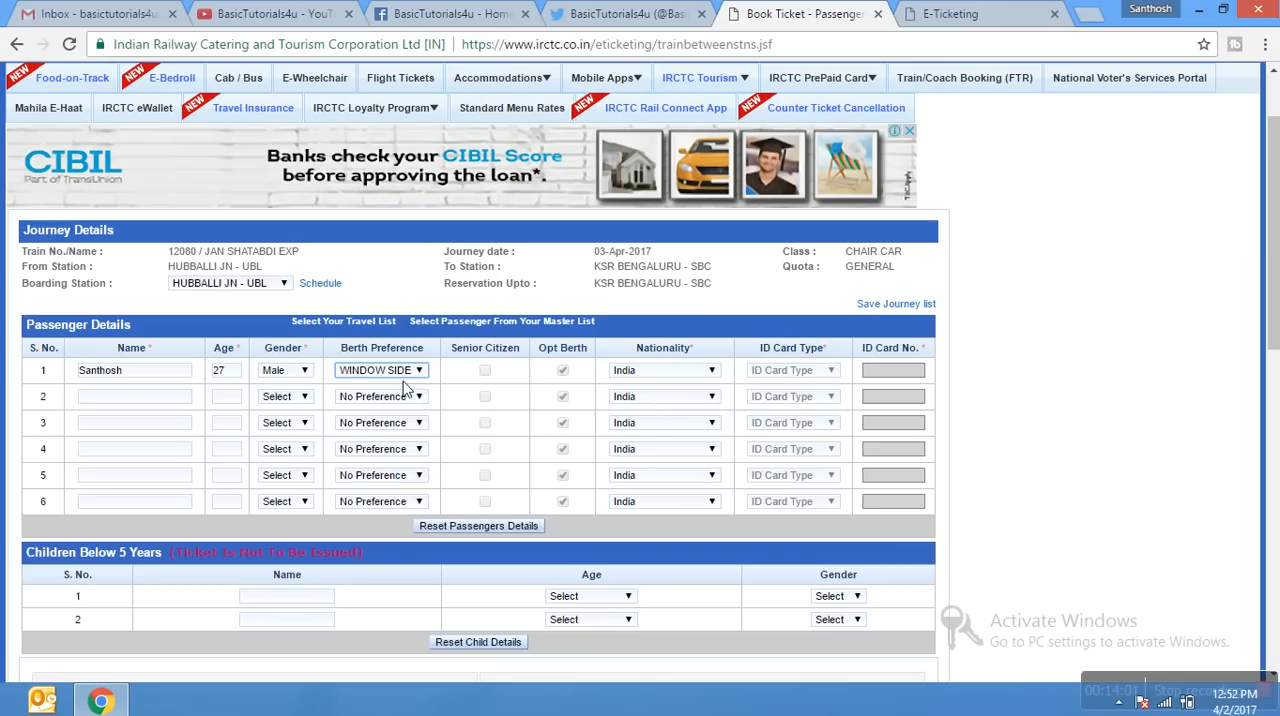 Inbox - basictutorials4u BasicTutorials4u - YouT BasicTutorials4u - Home BasicTutorials4u (@Basi Book Ticket - Passenger E-Ticketing Santhosh
Indian Railway Catering and Tourism Corporation Ltd [IN] https://www.irctc.co.in/eticketing/trainbetweenstns.jsf
NEW Food-on-Track NEW E-Bedroll Cab / Bus E-Wheelchair Flight Tickets Accommodations Mobile Apps IRCTC Tourism IRCTC PrePaid Card Train/Coach Booking (FTR) National Voter's Services Portal
Mahila E-Haat IRCTC eWallet NEW Travel Insurance IRCTC Loyalty Program Standard Menu Rates NEW IRCTC Rail Connect App NEW Counter Ticket Cancellation
CIBIL
Part of TransUnion
Banks check your CIBIL Score
before approving the loan*.
*T&C Apply
Journey Details
Train No./Name : 12080 / JAN SHATABDI EXP Journey date : 03-Apr-2017 Class : CHAIR CAR
From Station : HUBBALLI JN - UBL To Station : KSR BENGALURU - SBC Quota : GENERAL
Boarding Station : HUBBALLI JN - UBL Schedule Reservation Upto : KSR BENGALURU - SBC
Save Journey list
Passenger Details Select Your Travel List Select Passenger From Your Master List
S. No. Name * Age * Gender * Berth Preference Senior Citizen Opt Berth Nationality* ID Card Type* ID Card No. *
1 Santhosh 27 Male WINDOW SIDE India ID Card Type
2 Select No Preference India ID Card Type
3 Select No Preference India ID Card Type
4 Select No Preference India ID Card Type
5 Select No Preference India ID Card Type
6 Select No Preference India ID Card Type
Reset Passengers Details
Children Below 5 Years (Ticket Is Not To Be Issued)
S. No. Name Age Gender
1 Select Select
2 Select Select
Reset Child Details
Activate Windows
Go to PC settings to activate Windows.
00:14:01 Stop recording
12:52 PM
4/2/2017